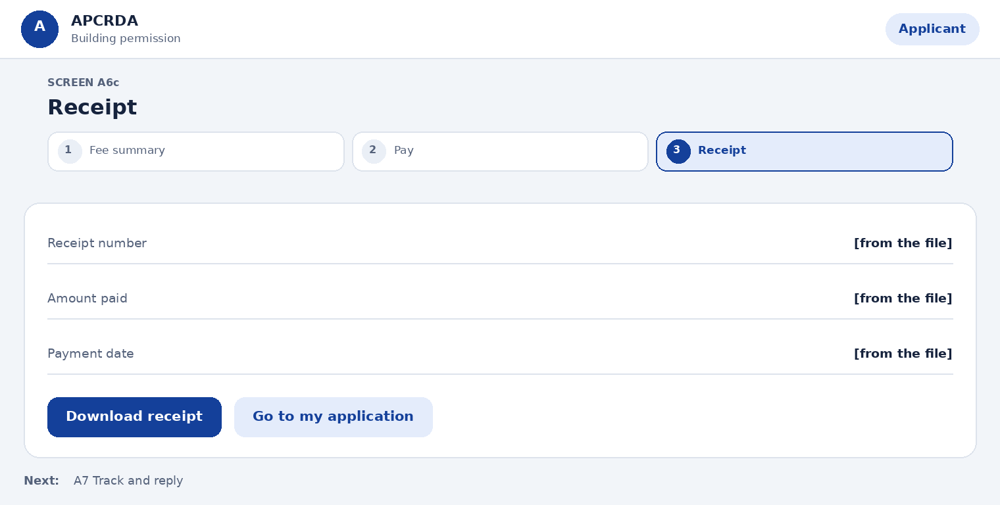 A
APCRDA
Building permission
Applicant
SCREEN A6c
Receipt
1 Fee summary
2 Pay
3 Receipt
Receipt number [from the file]
Amount paid [from the file]
Payment date [from the file]
Download receipt
Go to my application
Next: A7 Track and reply